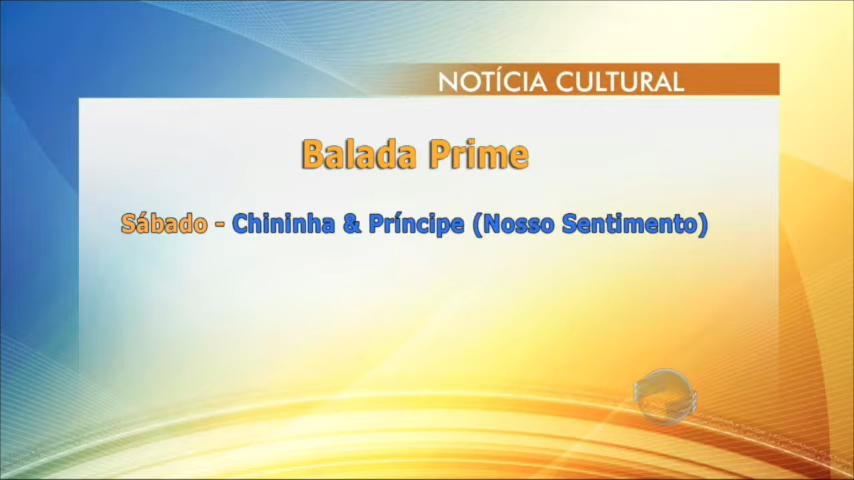 NOTÍCIA CULTURAL
Balada Prime
Sábado - Chininha & Príncipe (Nosso Sentimento)